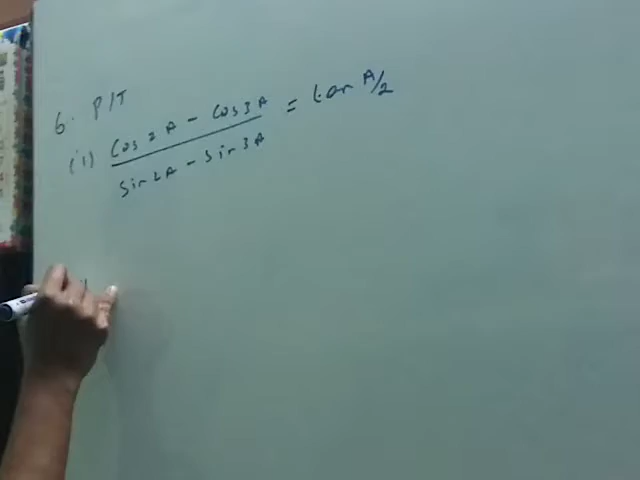 6. P/T
(i) Cos 2A - Cos 3A / Sin 2A - Sin 3A = tan A/2